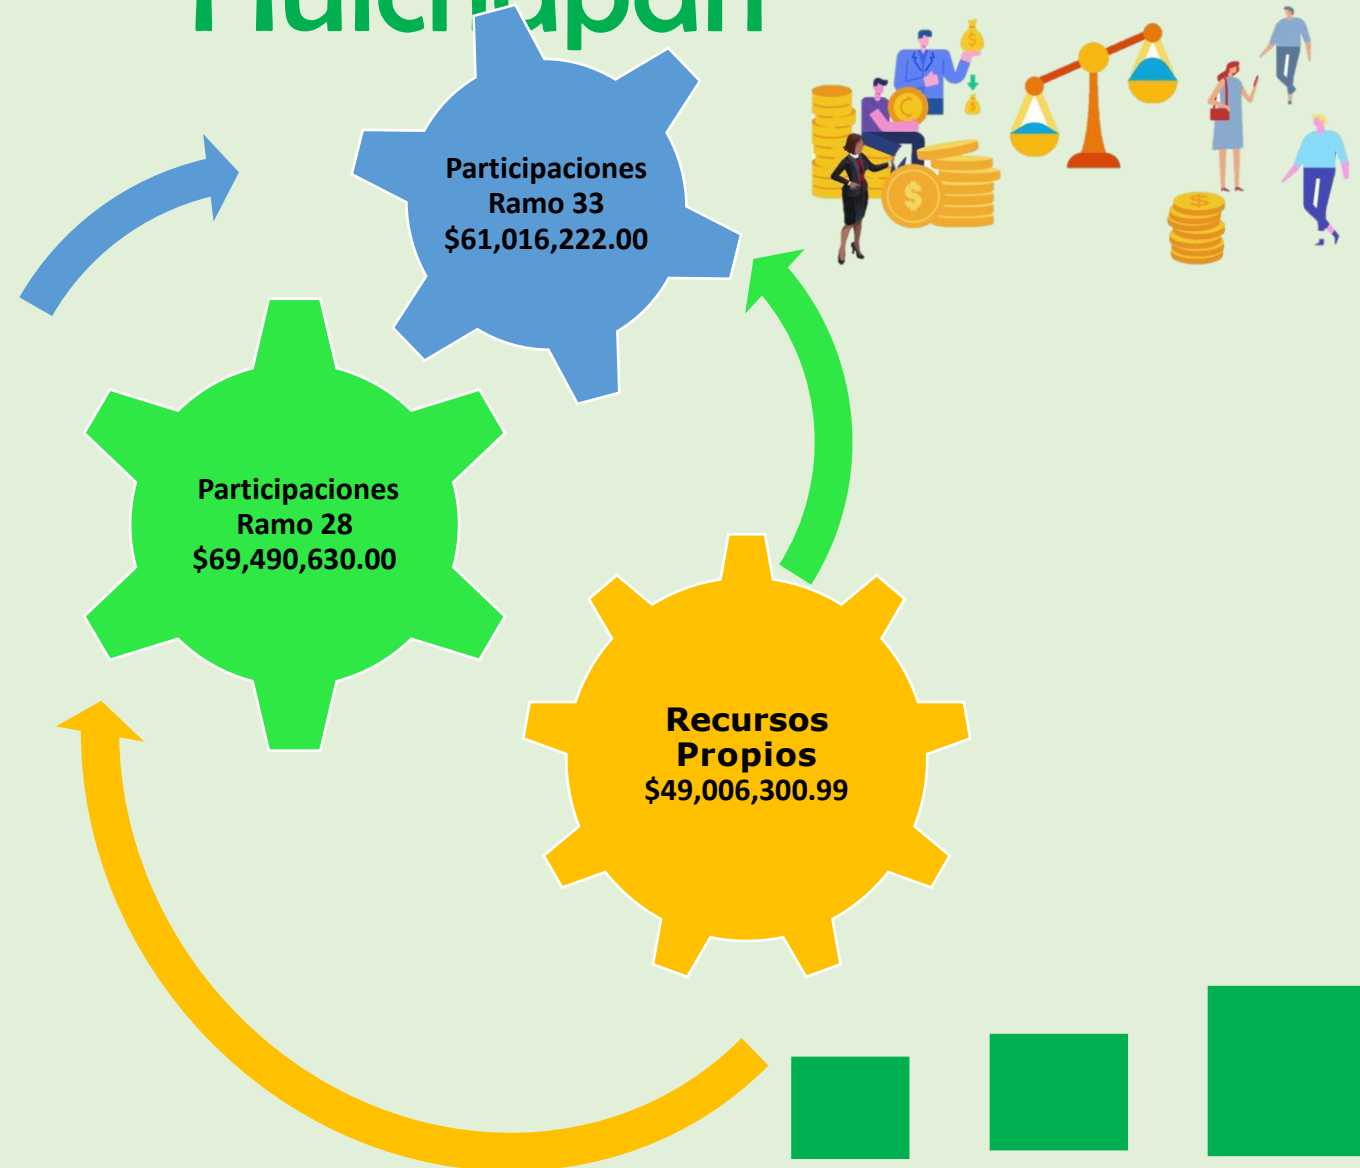 Huichapan
Participaciones
Ramo 33
$61,016,222.00
Participaciones
Ramo 28
$69,490,630.00
Recursos
Propios
$49,006,300.99